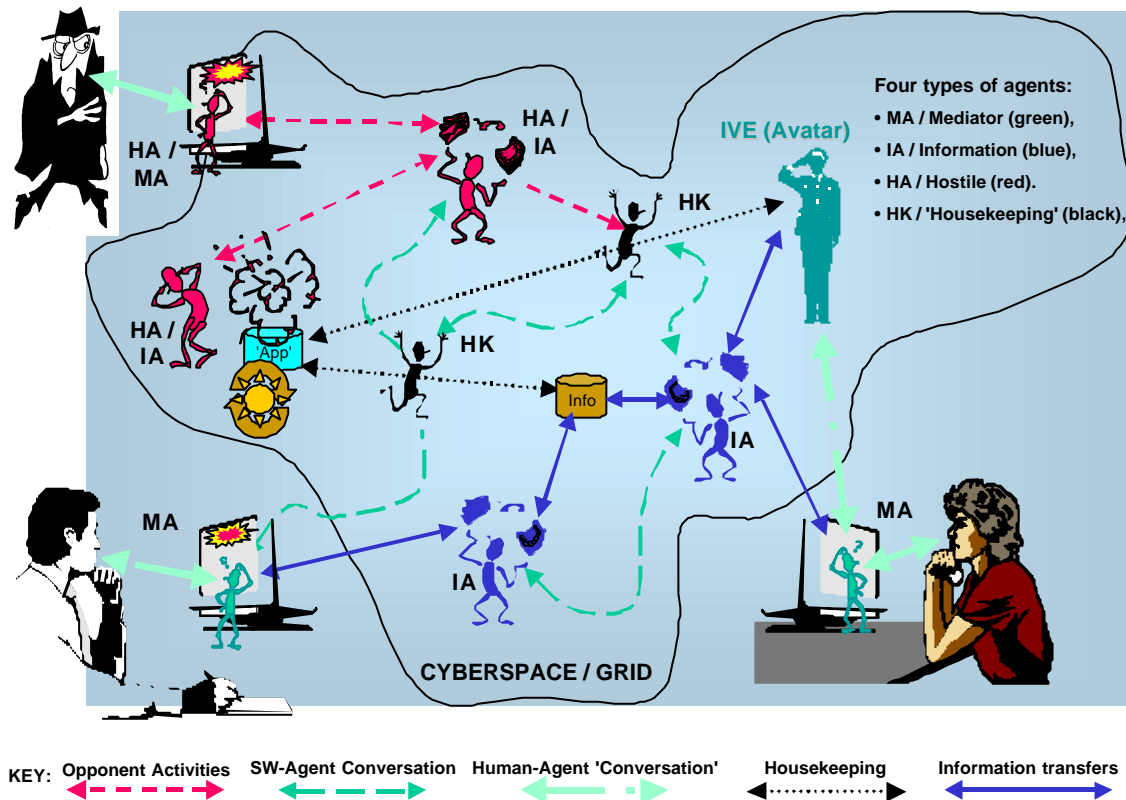 Four types of agents:
• MA / Mediator (green),
• IA / Information (blue),
• HA / Hostile (red).
• HK / 'Housekeeping' (black),
IVE (Avatar)
HA /
MA
HA /
IA
HK
HA /
IA
'App'
HK
Info
IA
MA
IA
MA
?
?
CYBERSPACE / GRID
KEY:
Opponent Activities
SW-Agent Conversation
Human-Agent 'Conversation'
Housekeeping
Information transfers